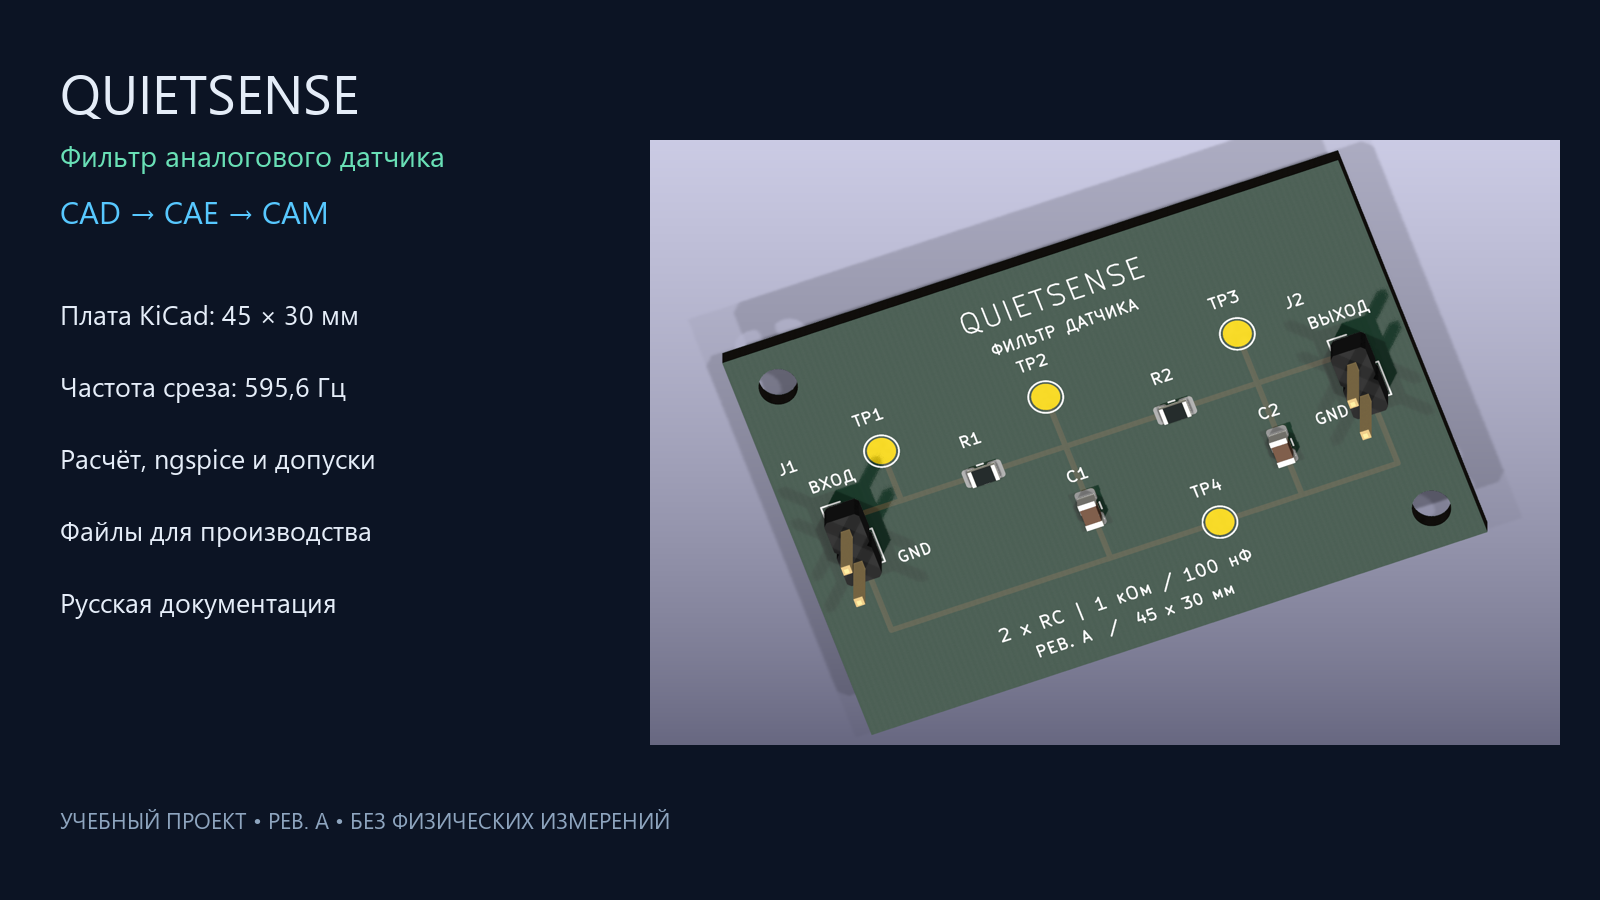 QUIETSENSE
Фильтр аналогового датчика
CAD → CAE → CAM
Плата KiCad: 45 × 30 мм
Частота среза: 595,6 Гц
Расчёт, ngspice и допуски
Файлы для производства
Русская документация
QUIETSENSE
ФИЛЬТР ДАТЧИКА
TP1
TP2
TP3
J2
ВЫХОД
GND
R1
R2
C1
C2
TP4
J1
ВХОД
GND
2 x RC | 1 кОм / 100 нФ
РЕВ. А / 45 x 30 мм
УЧЕБНЫЙ ПРОЕКТ • РЕВ. А • БЕЗ ФИЗИЧЕСКИХ ИЗМЕРЕНИЙ